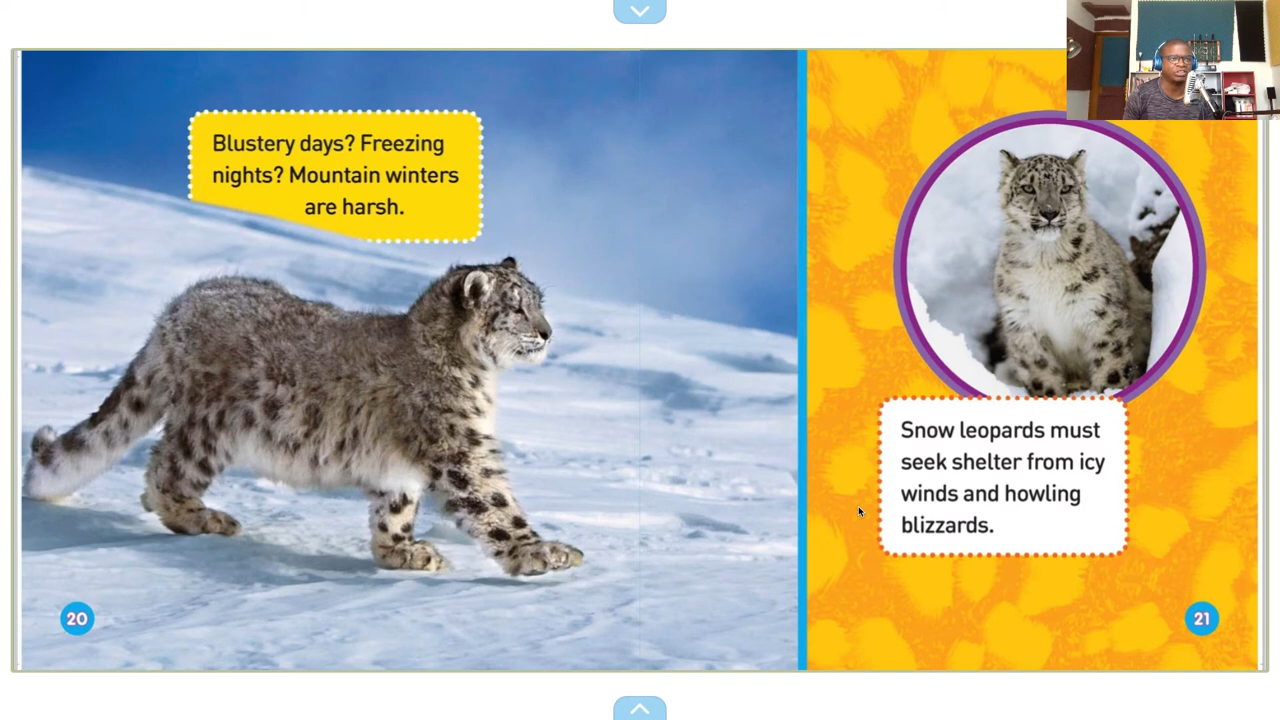 Blustery days? Freezing
nights? Mountain winters
are harsh.
Snow leopards must
seek shelter from icy
winds and howling
blizzards.
20
21